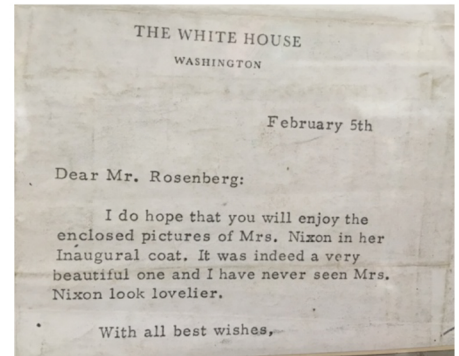 THE WHITE HOUSE
WASHINGTON
February 5th
Dear Mr. Rosenberg:
I do hope that you will enjoy the
enclosed pictures of Mrs. Nixon in her
Inaugural coat. It was indeed a very
beautiful one and I have never seen Mrs.
Nixon look lovelier.
With all best wishes,